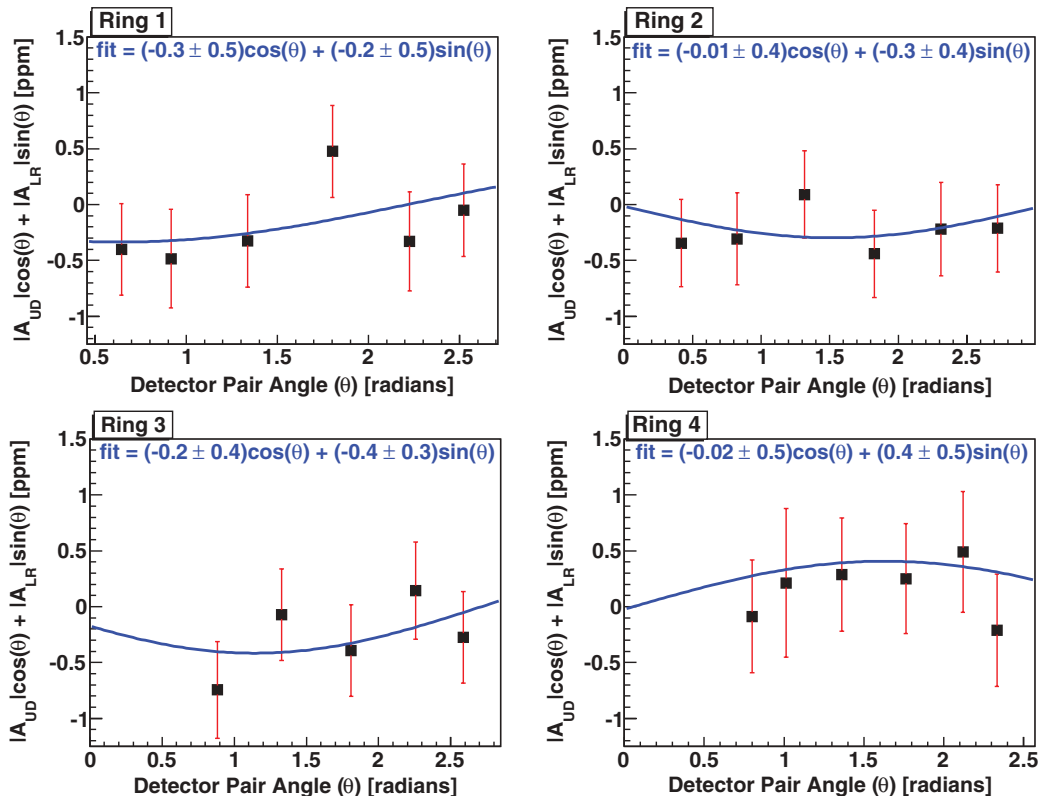 Ring 1
fit = (-0.3 ± 0.5)cos(θ) + (-0.2 ± 0.5)sin(θ)
|A_UD|cos(θ) + |A_LR|sin(θ) [ppm]
1.5
1
0.5
0
-0.5
-1
0.5 1 1.5 2 2.5
Detector Pair Angle (θ) [radians]
Ring 2
fit = (-0.01 ± 0.4)cos(θ) + (-0.3 ± 0.4)sin(θ)
|A_UD|cos(θ) + |A_LR|sin(θ) [ppm]
1.5
1
0.5
0
-0.5
-1
0 0.5 1 1.5 2 2.5
Detector Pair Angle (θ) [radians]
Ring 3
fit = (-0.2 ± 0.4)cos(θ) + (-0.4 ± 0.3)sin(θ)
|A_UD|cos(θ) + |A_LR|sin(θ) [ppm]
1.5
1
0.5
0
-0.5
-1
0 0.5 1 1.5 2 2.5
Detector Pair Angle (θ) [radians]
Ring 4
fit = (-0.02 ± 0.5)cos(θ) + (0.4 ± 0.5)sin(θ)
|A_UD|cos(θ) + |A_LR|sin(θ) [ppm]
1.5
1
0.5
0
-0.5
-1
0 0.5 1 1.5 2 2.5
Detector Pair Angle (θ) [radians]